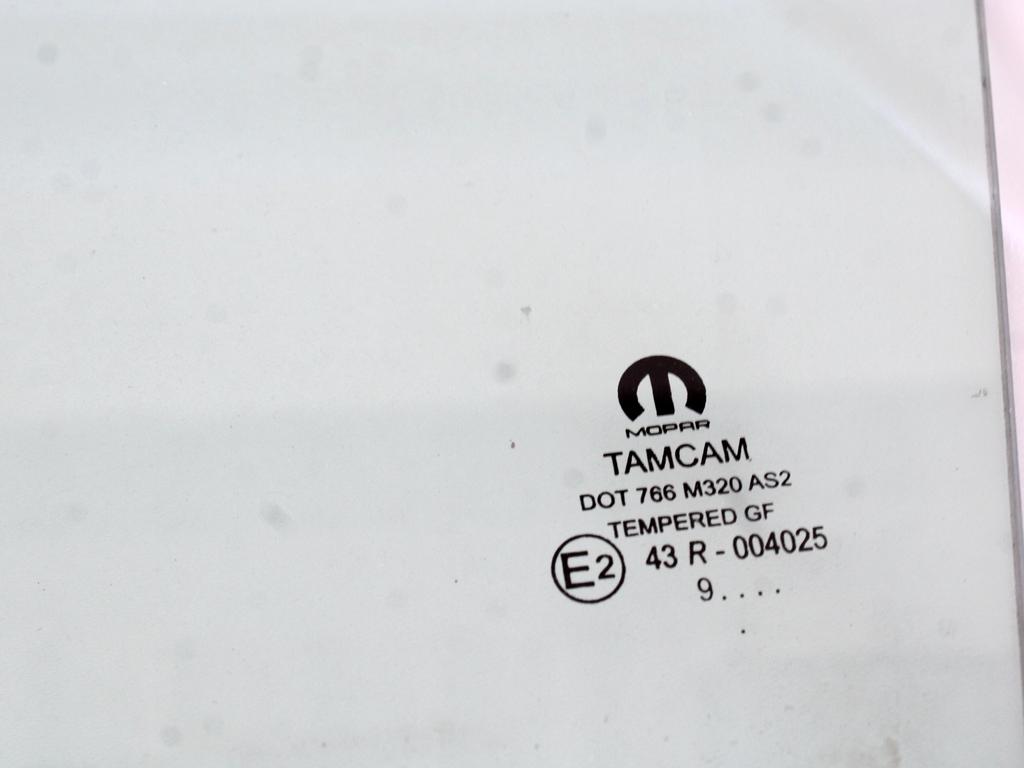 MOPAR
TAMCAM
DOT 766 M320 AS2
TEMPERED GF
E2 43 R - 004025
9 . . . .
.